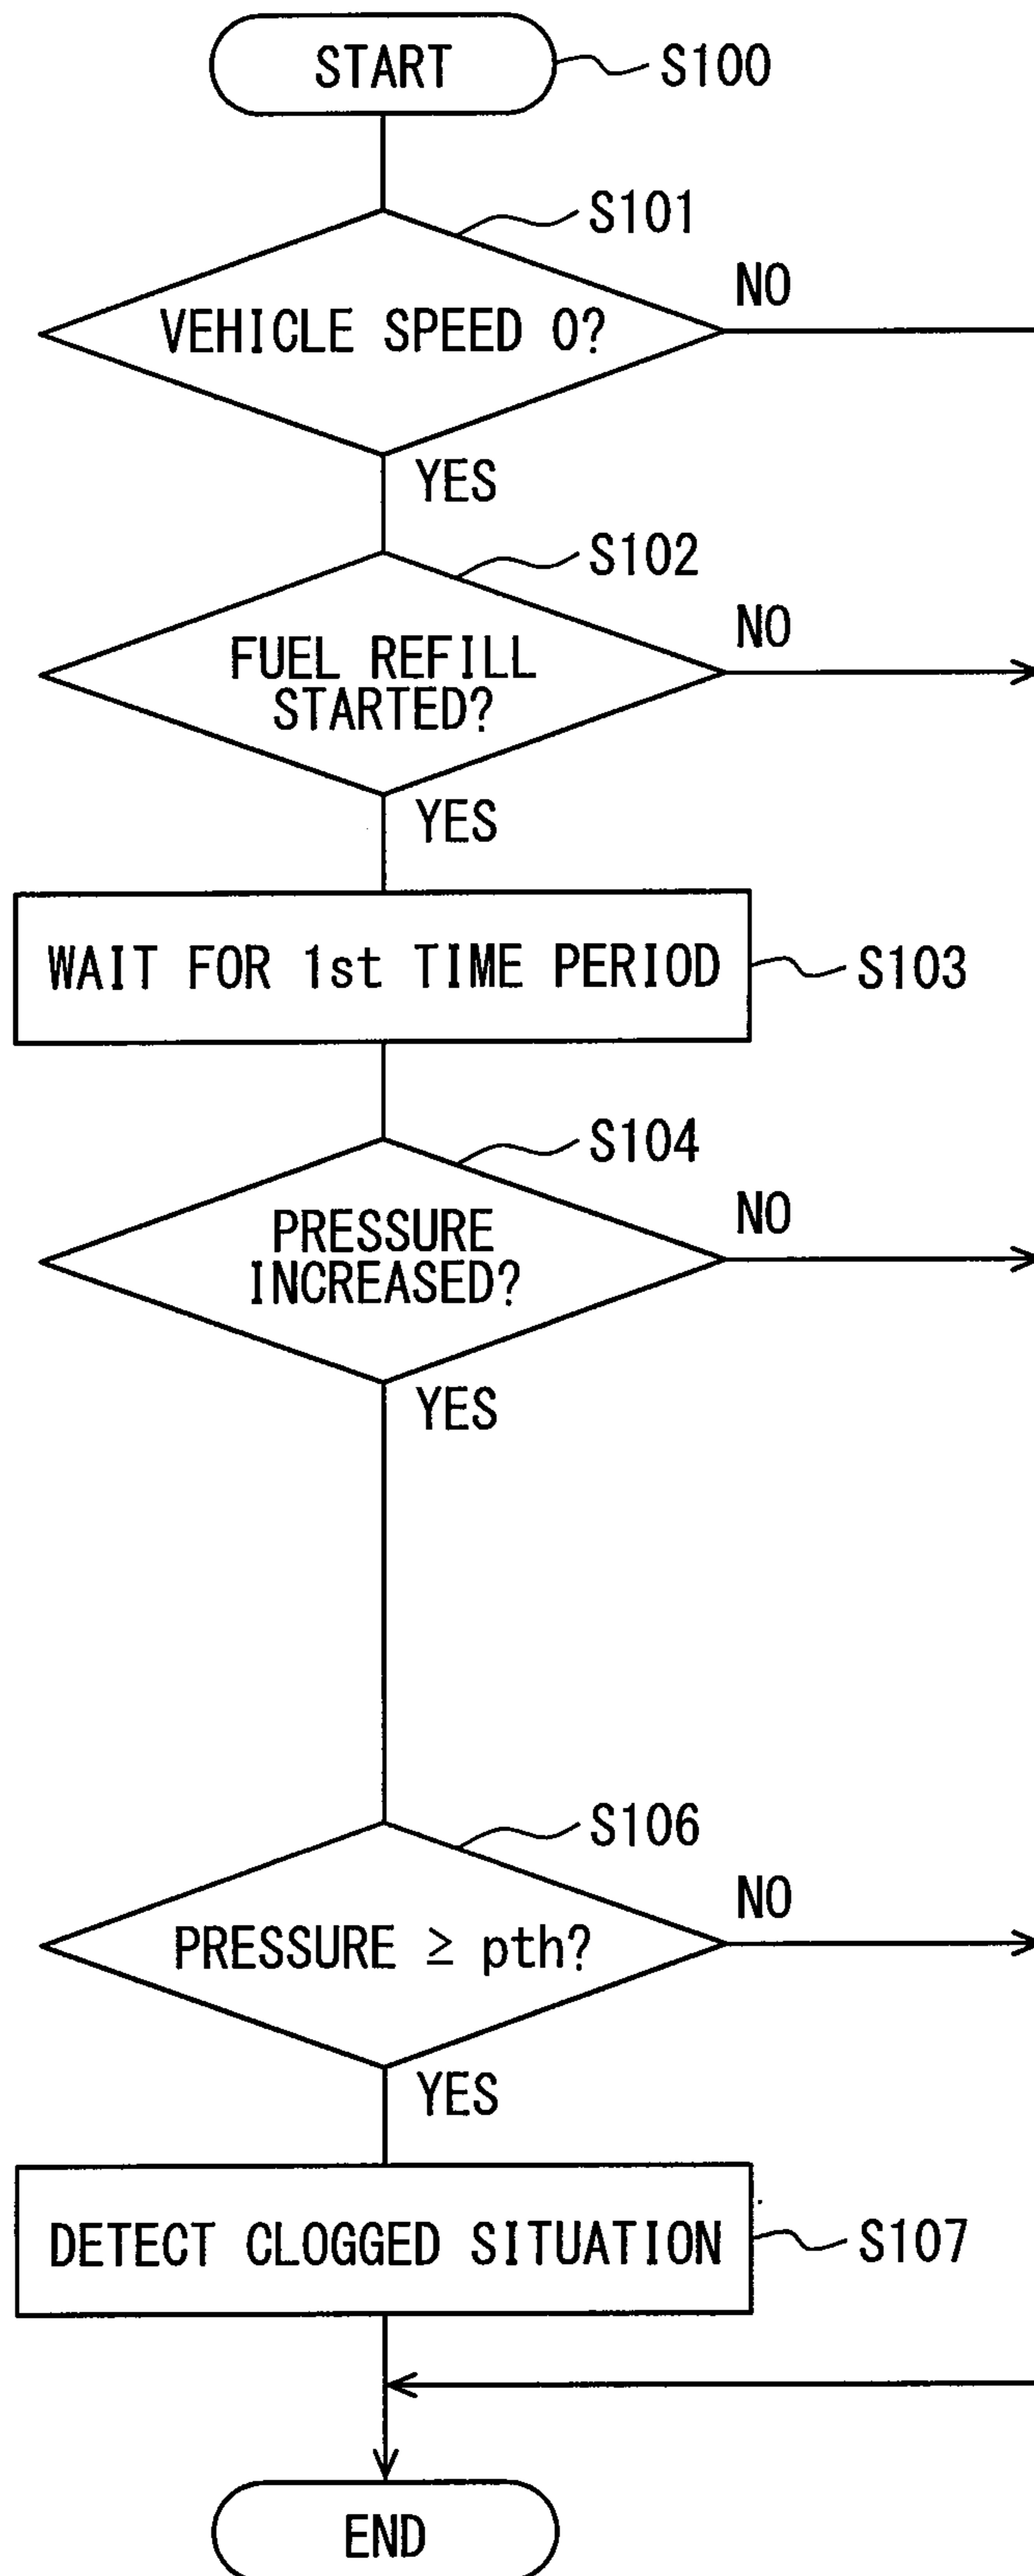 START
S100
S101
VEHICLE SPEED 0?
NO
YES
S102
FUEL REFILL
STARTED?
NO
YES
WAIT FOR 1st TIME PERIOD
S103
S104
PRESSURE
INCREASED?
NO
YES
S106
PRESSURE ≥ pth?
NO
YES
DETECT CLOGGED SITUATION
S107
END